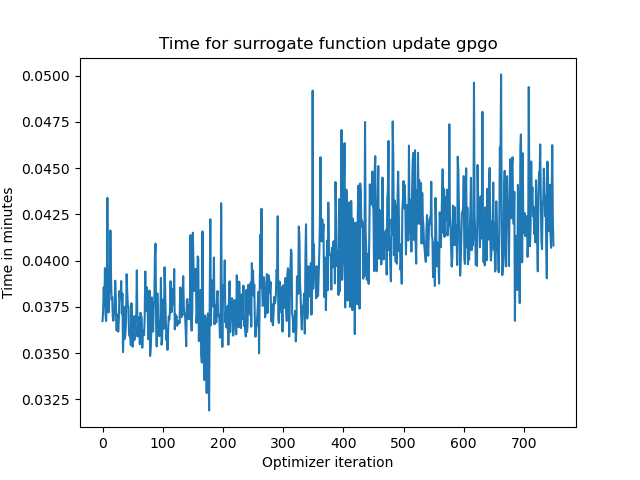 Time for surrogate function update gpgo
0.0500
0.0475
0.0450
0.0425
0.0400
0.0375
0.0350
0.0325
Time in minutes
0 100 200 300 400 500 600 700
Optimizer iteration